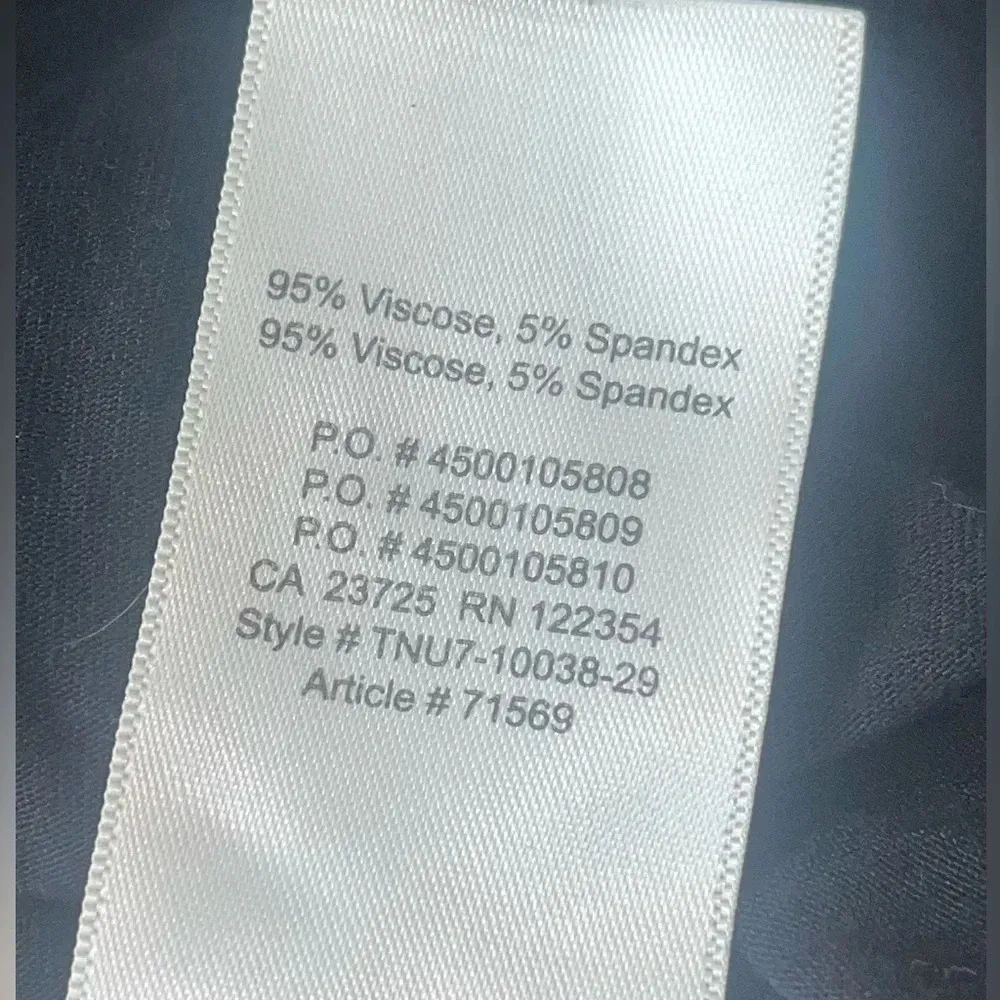 95% Viscose, 5% Spandex
95% Viscose, 5% Spandex
P.O. # 4500105808
P.O. # 4500105809
P.O. # 4500105810
CA 23725 RN 122354
Style # TNU7-10038-29
Article # 71569